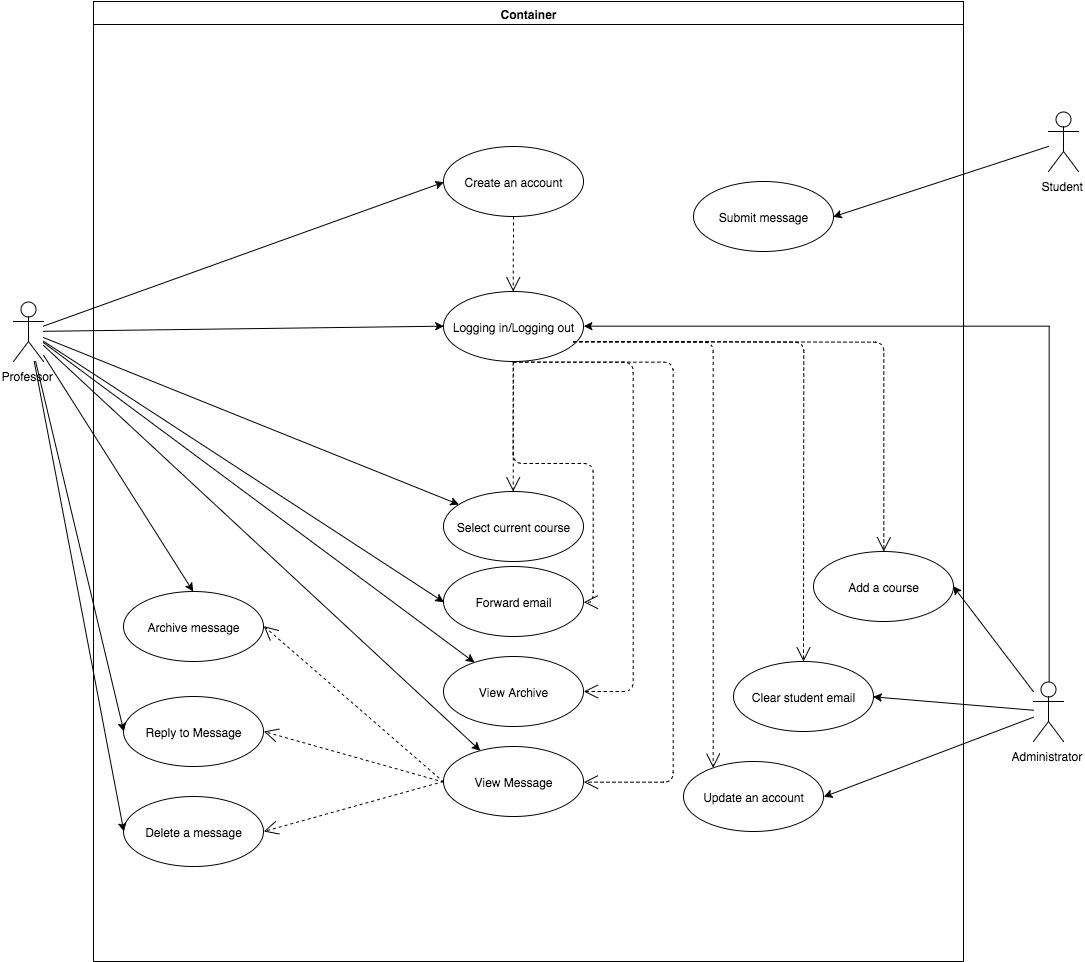 Container
Student
Create an account
Submit message
Logging in/Logging out
Professor
Select current course
Add a course
Forward email
Archive message
View Archive
Clear student email
Reply to Message
Administrator
View Message
Update an account
Delete a message